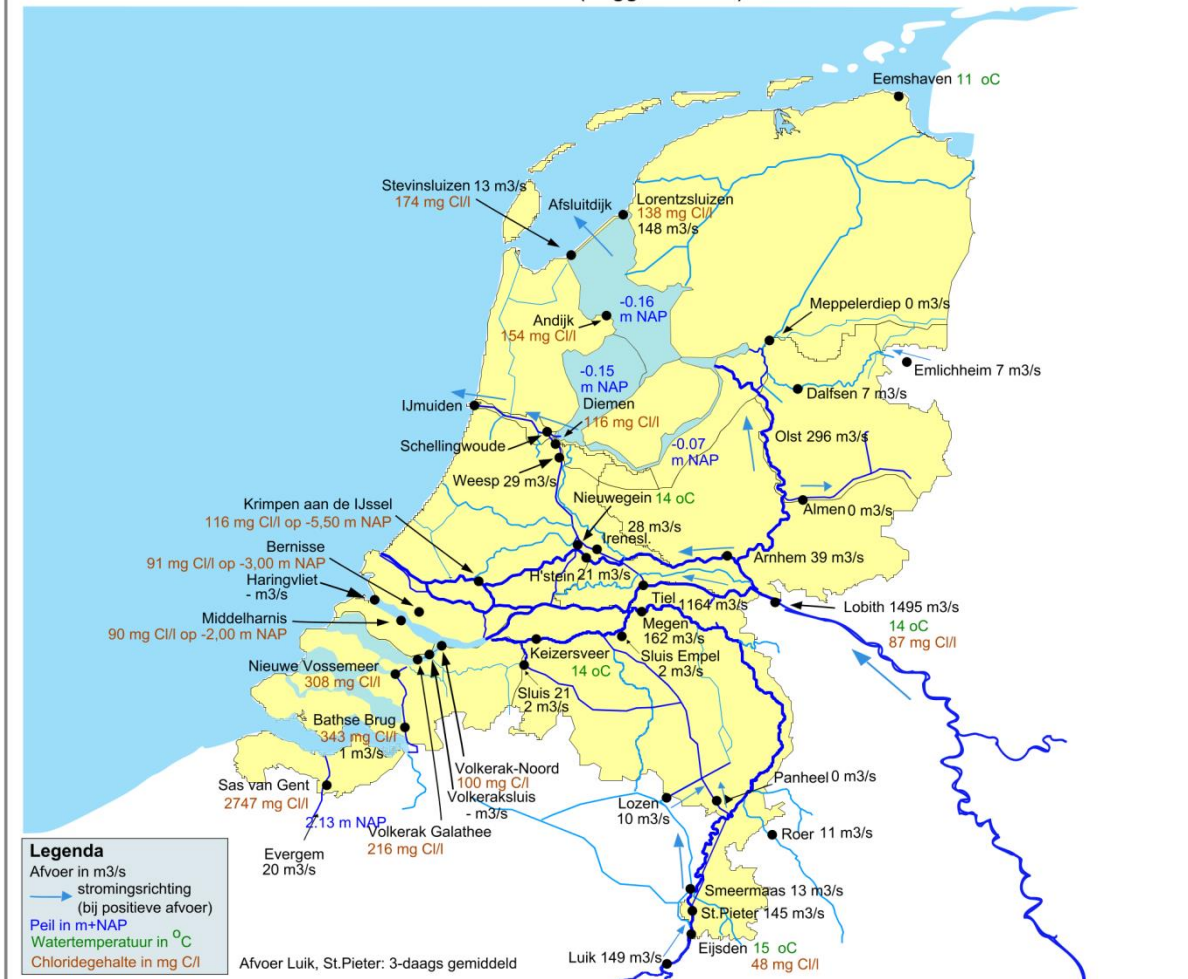 Eemshaven 11 oC
Stevinsluizen 13 m3/s
174 mg Cl/l
Afsluitdijk
Lorentzsluizen
138 mg Cl/l
148 m3/s
-0.16
m NAP
Meppelerdiep 0 m3/s
Andijk
154 mg Cl/l
-0.15
m NAP
Emlichheim 7 m3/s
Dalfsen 7 m3/s
IJmuiden
Diemen
116 mg Cl/l
Schellingwoude
-0.07
m NAP
Olst 296 m3/s
Weesp 29 m3/s
Nieuwegein 14 oC
Krimpen aan de IJssel
116 mg Cl/l op -5,50 m NAP
28 m3/s
Irenesl.
Almen 0 m3/s
Bernisse
91 mg Cl/l op -3,00 m NAP
Arnhem 39 m3/s
Haringvliet
- m3/s
H'stein 21 m3/s
Tiel 1164 m3/s
Lobith 1495 m3/s
14 oC
87 mg Cl/l
Middelharnis
90 mg Cl/l op -2,00 m NAP
Megen
162 m3/s
Keizersveer
14 oC
Sluis Empel
2 m3/s
Nieuwe Vossemeer
308 mg Cl/l
Sluis 21
2 m3/s
Bathse Brug
343 mg Cl/l
1 m3/s
Volkerak-Noord
100 mg C/l
Volkeraksluis
- m3/s
Panheel 0 m3/s
Sas van Gent
2747 mg Cl/l
Lozen
10 m3/s
2.13 m NAP
Volkerak Galathee
216 mg Cl/l
Roer 11 m3/s
Evergem
20 m3/s
Legenda
Afvoer in m3/s
stromingsrichting
(bij positieve afvoer)
Peil in m+NAP
Watertemperatuur in oC
Chloridegehalte in mg C/l
Smeermaas 13 m3/s
St.Pieter 145 m3/s
Eijsden 15 oC
48 mg Cl/l
Luik 149 m3/s
Afvoer Luik, St.Pieter: 3-daags gemiddeld